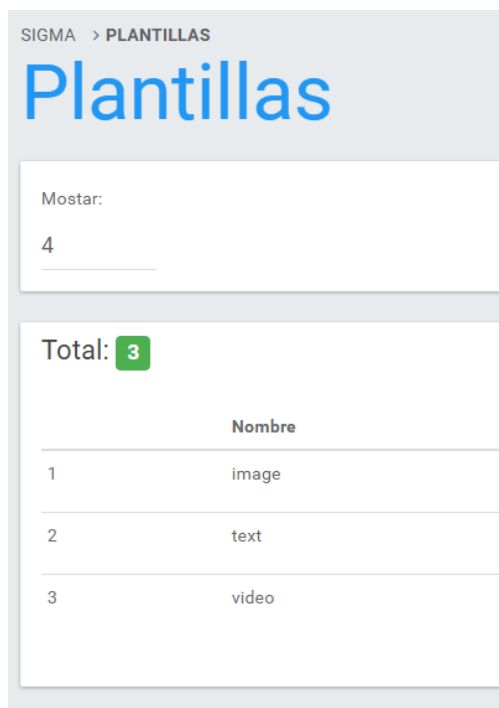 SIGMA > PLANTILLAS
Plantillas
Mostar:
4
Total: 3
Nombre
1 image
2 text
3 video